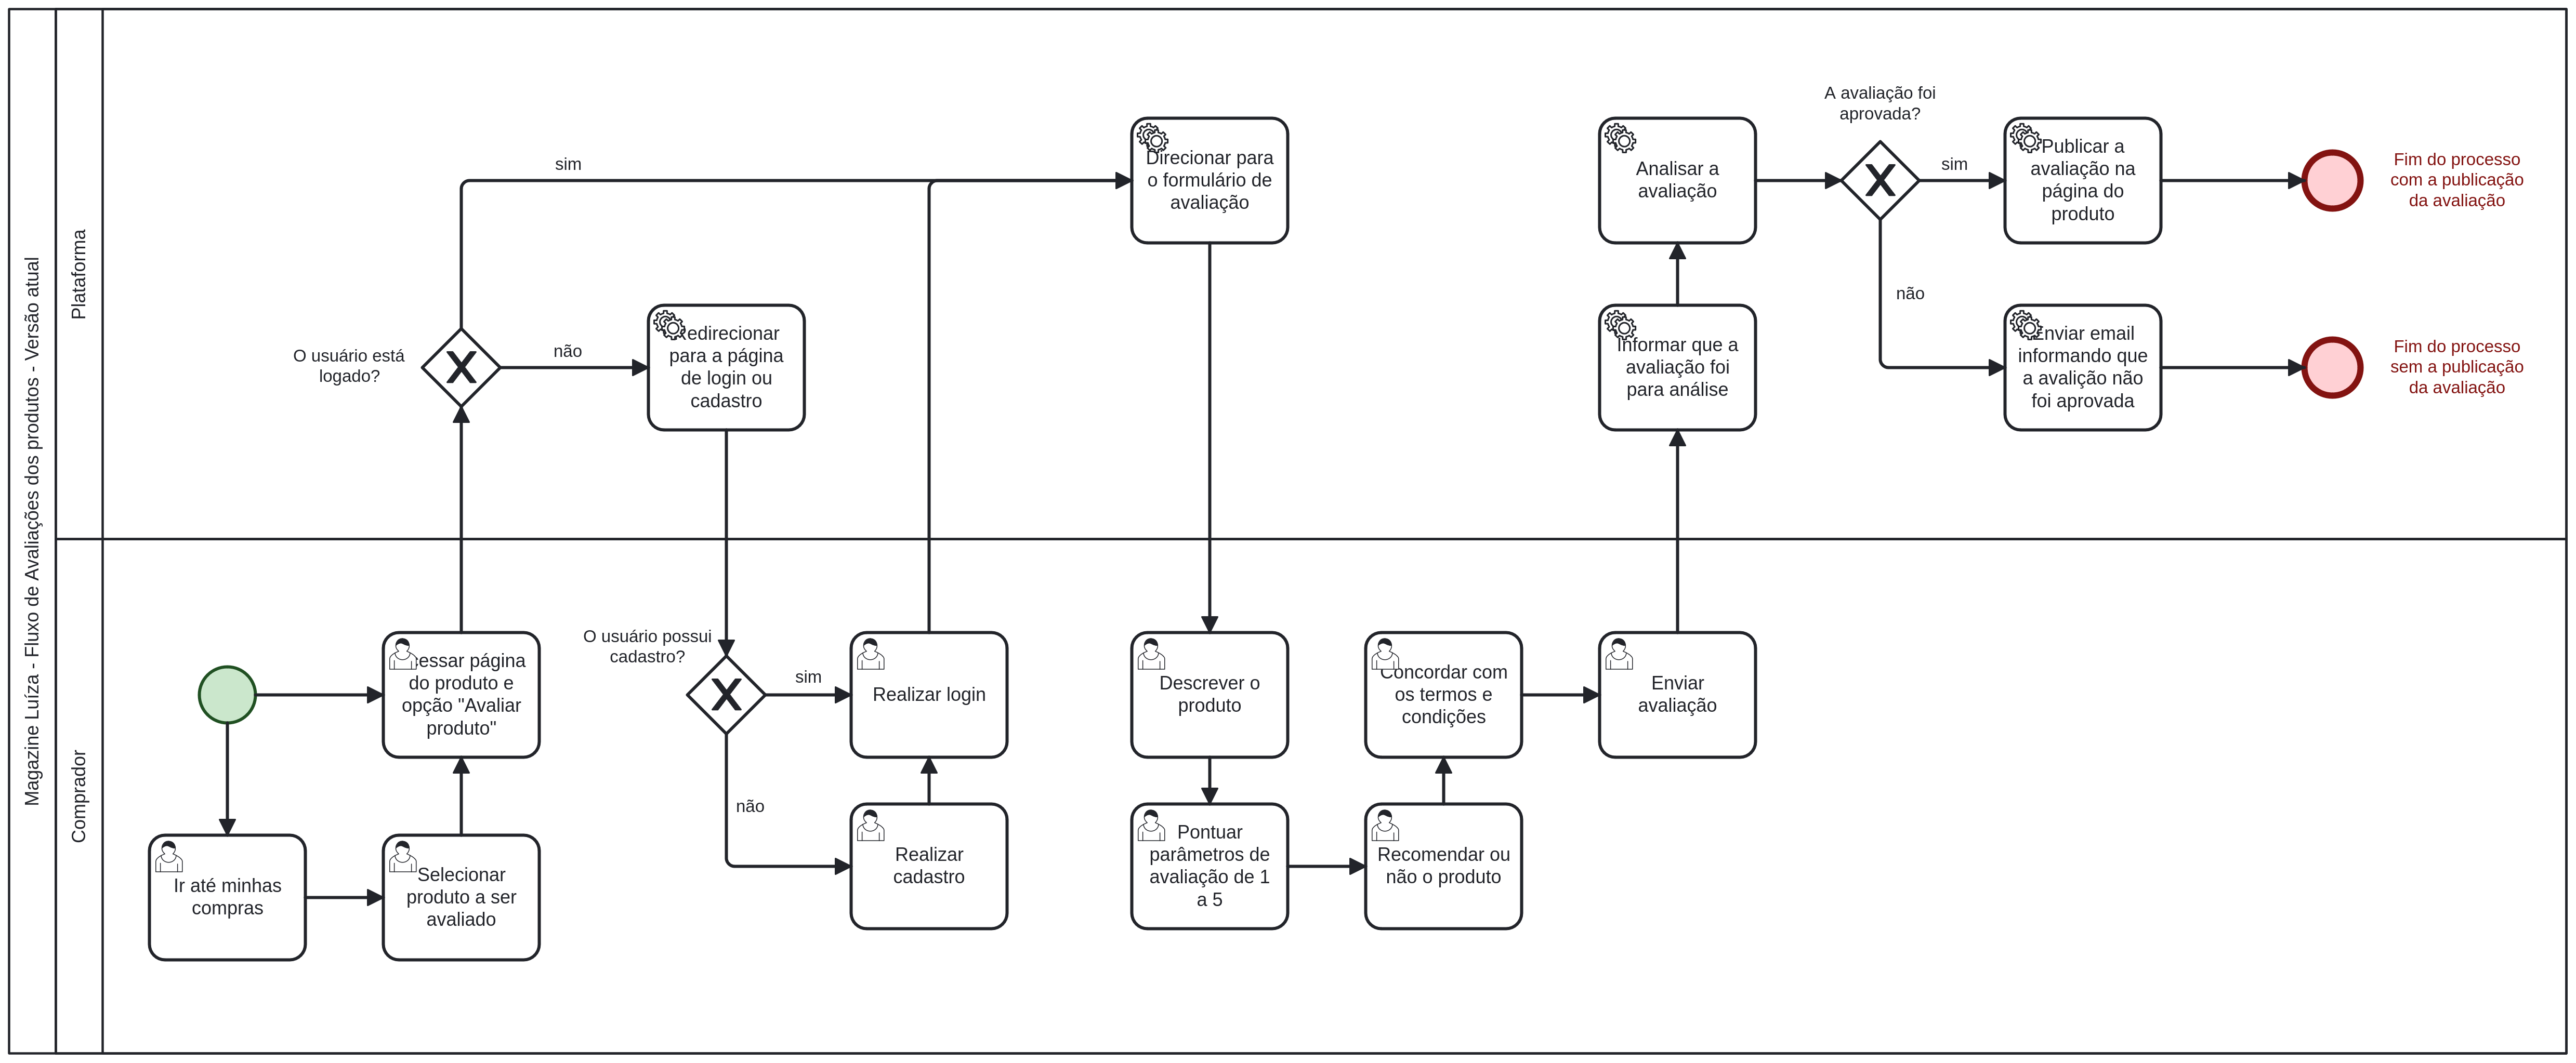 Magazine Luíza - Fluxo de Avaliações dos produtos - Versão atual
Plataforma
Comprador
O usuário está
logado?
sim
não
edirecionar
para a página
de login ou
cadastro
Direcionar para
o formulário de
avaliação
Analisar a
avaliação
Informar que a
avaliação foi
para análise
A avaliação foi
aprovada?
sim
não
Publicar a
avaliação na
página do
produto
Enviar email
informando que
a avalição não
foi aprovada
Fim do processo
com a publicação
da avaliação
Fim do processo
sem a publicação
da avaliação
cessar página
do produto e
opção "Avaliar
produto"
Ir até minhas
compras
Selecionar
produto a ser
avaliado
O usuário possui
cadastro?
sim
não
Realizar login
Realizar
cadastro
Descrever o
produto
Pontuar
parâmetros de
avaliação de 1
a 5
Concordar com
os termos e
condições
Recomendar ou
não o produto
Enviar
avaliação